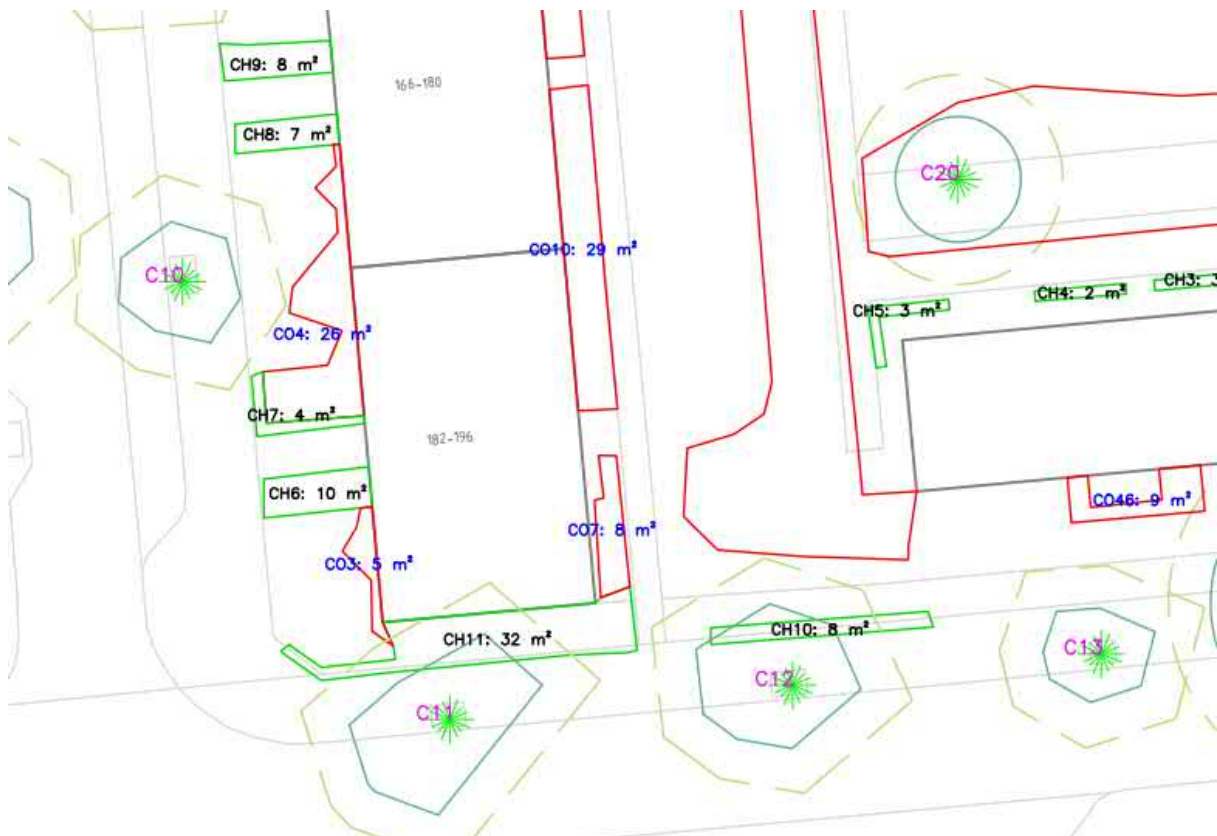 CH9: 8 m²
166-180
CH8: 7 m²
C20
C10
CO10: 29 m²
CH3: 3
CH4: 2 m²
CH5: 3 m²
CO4: 26 m²
CH7: 4 m²
182-196
CH6: 10 m²
CO46: 9 m²
CO7: 8 m²
CO3: 5 m²
CH11: 32 m²
CH10: 8 m²
C13
C12
C11